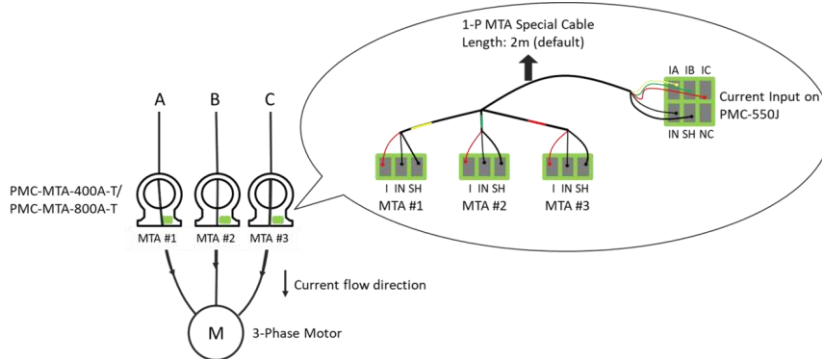 1-P MTA Special Cable
Length: 2m (default)
IA IB IC
Current Input on
PMC-550J
IN SH NC
A B C
I IN SH
I IN SH
I IN SH
MTA #1 MTA #2 MTA #3
PMC-MTA-400A-T/
PMC-MTA-800A-T
MTA #1 MTA #2 MTA #3
Current flow direction
M
3-Phase Motor